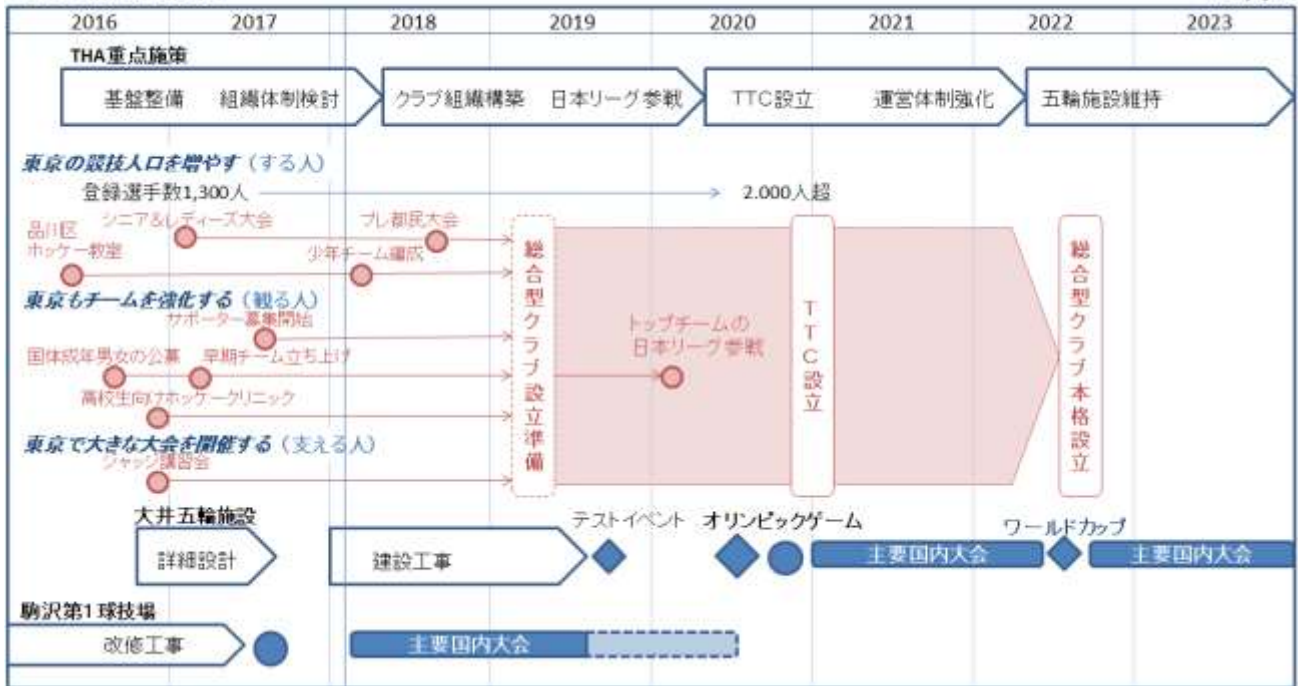 2016 2017 2018 2019 2020 2021 2022 2023
THA重点施策
基盤整備 組織体制検討 クラブ組織構築 日本リーグ参戦 TTC設立 運営体制強化 五輪施設維持
東京の競技人口を増やす（する人）
登録選手数1,300人 2.000人超
シニア&レディーズ大会 プレ都民大会
品川区
ホッケー教室 少年チーム編成
東京もチームを強化する（観る人）
サポーター募集開始
トップチームの
日本リーグ参戦
国体成年男女の公募 早期チーム立ち上げ
高校生向けホッケークリニック
総合型クラブ設立準備
TTC設立
総合型クラブ本格設立
東京で大きな大会を開催する（支える人）
ジャッジ講習会
大井五輪施設 テストイベント オリンピックゲーム ワールドカップ
詳細設計 建設工事 主要国内大会 主要国内大会
駒沢第1球技場
改修工事 主要国内大会